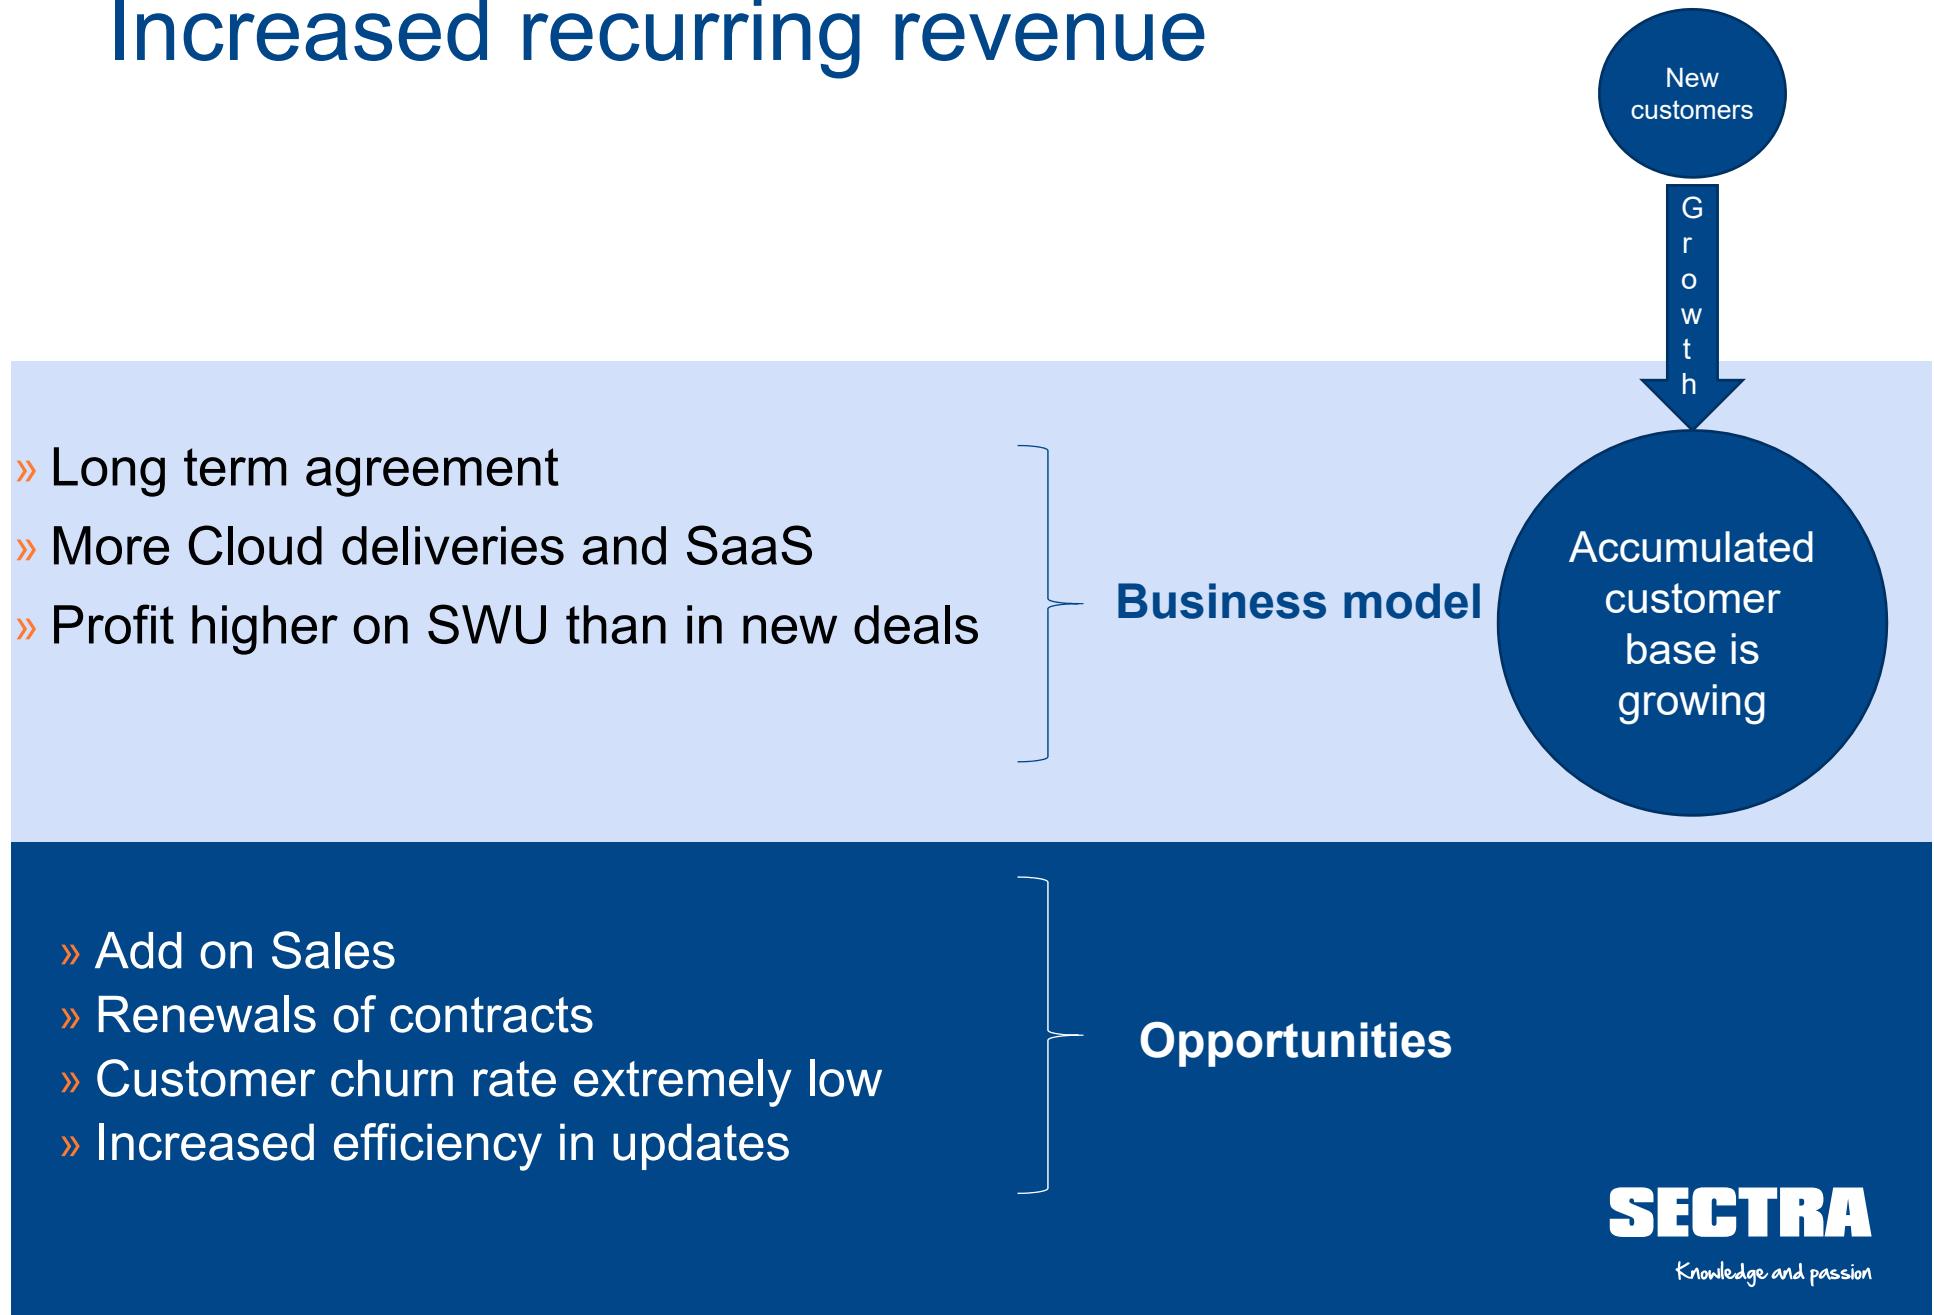 Increased recurring revenue
New
customers
Growth
» Long term agreement
» More Cloud deliveries and SaaS
» Profit higher on SWU than in new deals
Business model
Accumulated
customer
base is
growing
» Add on Sales
» Renewals of contracts
» Customer churn rate extremely low
» Increased efficiency in updates
Opportunities
SECTRA
Knowledge and passion